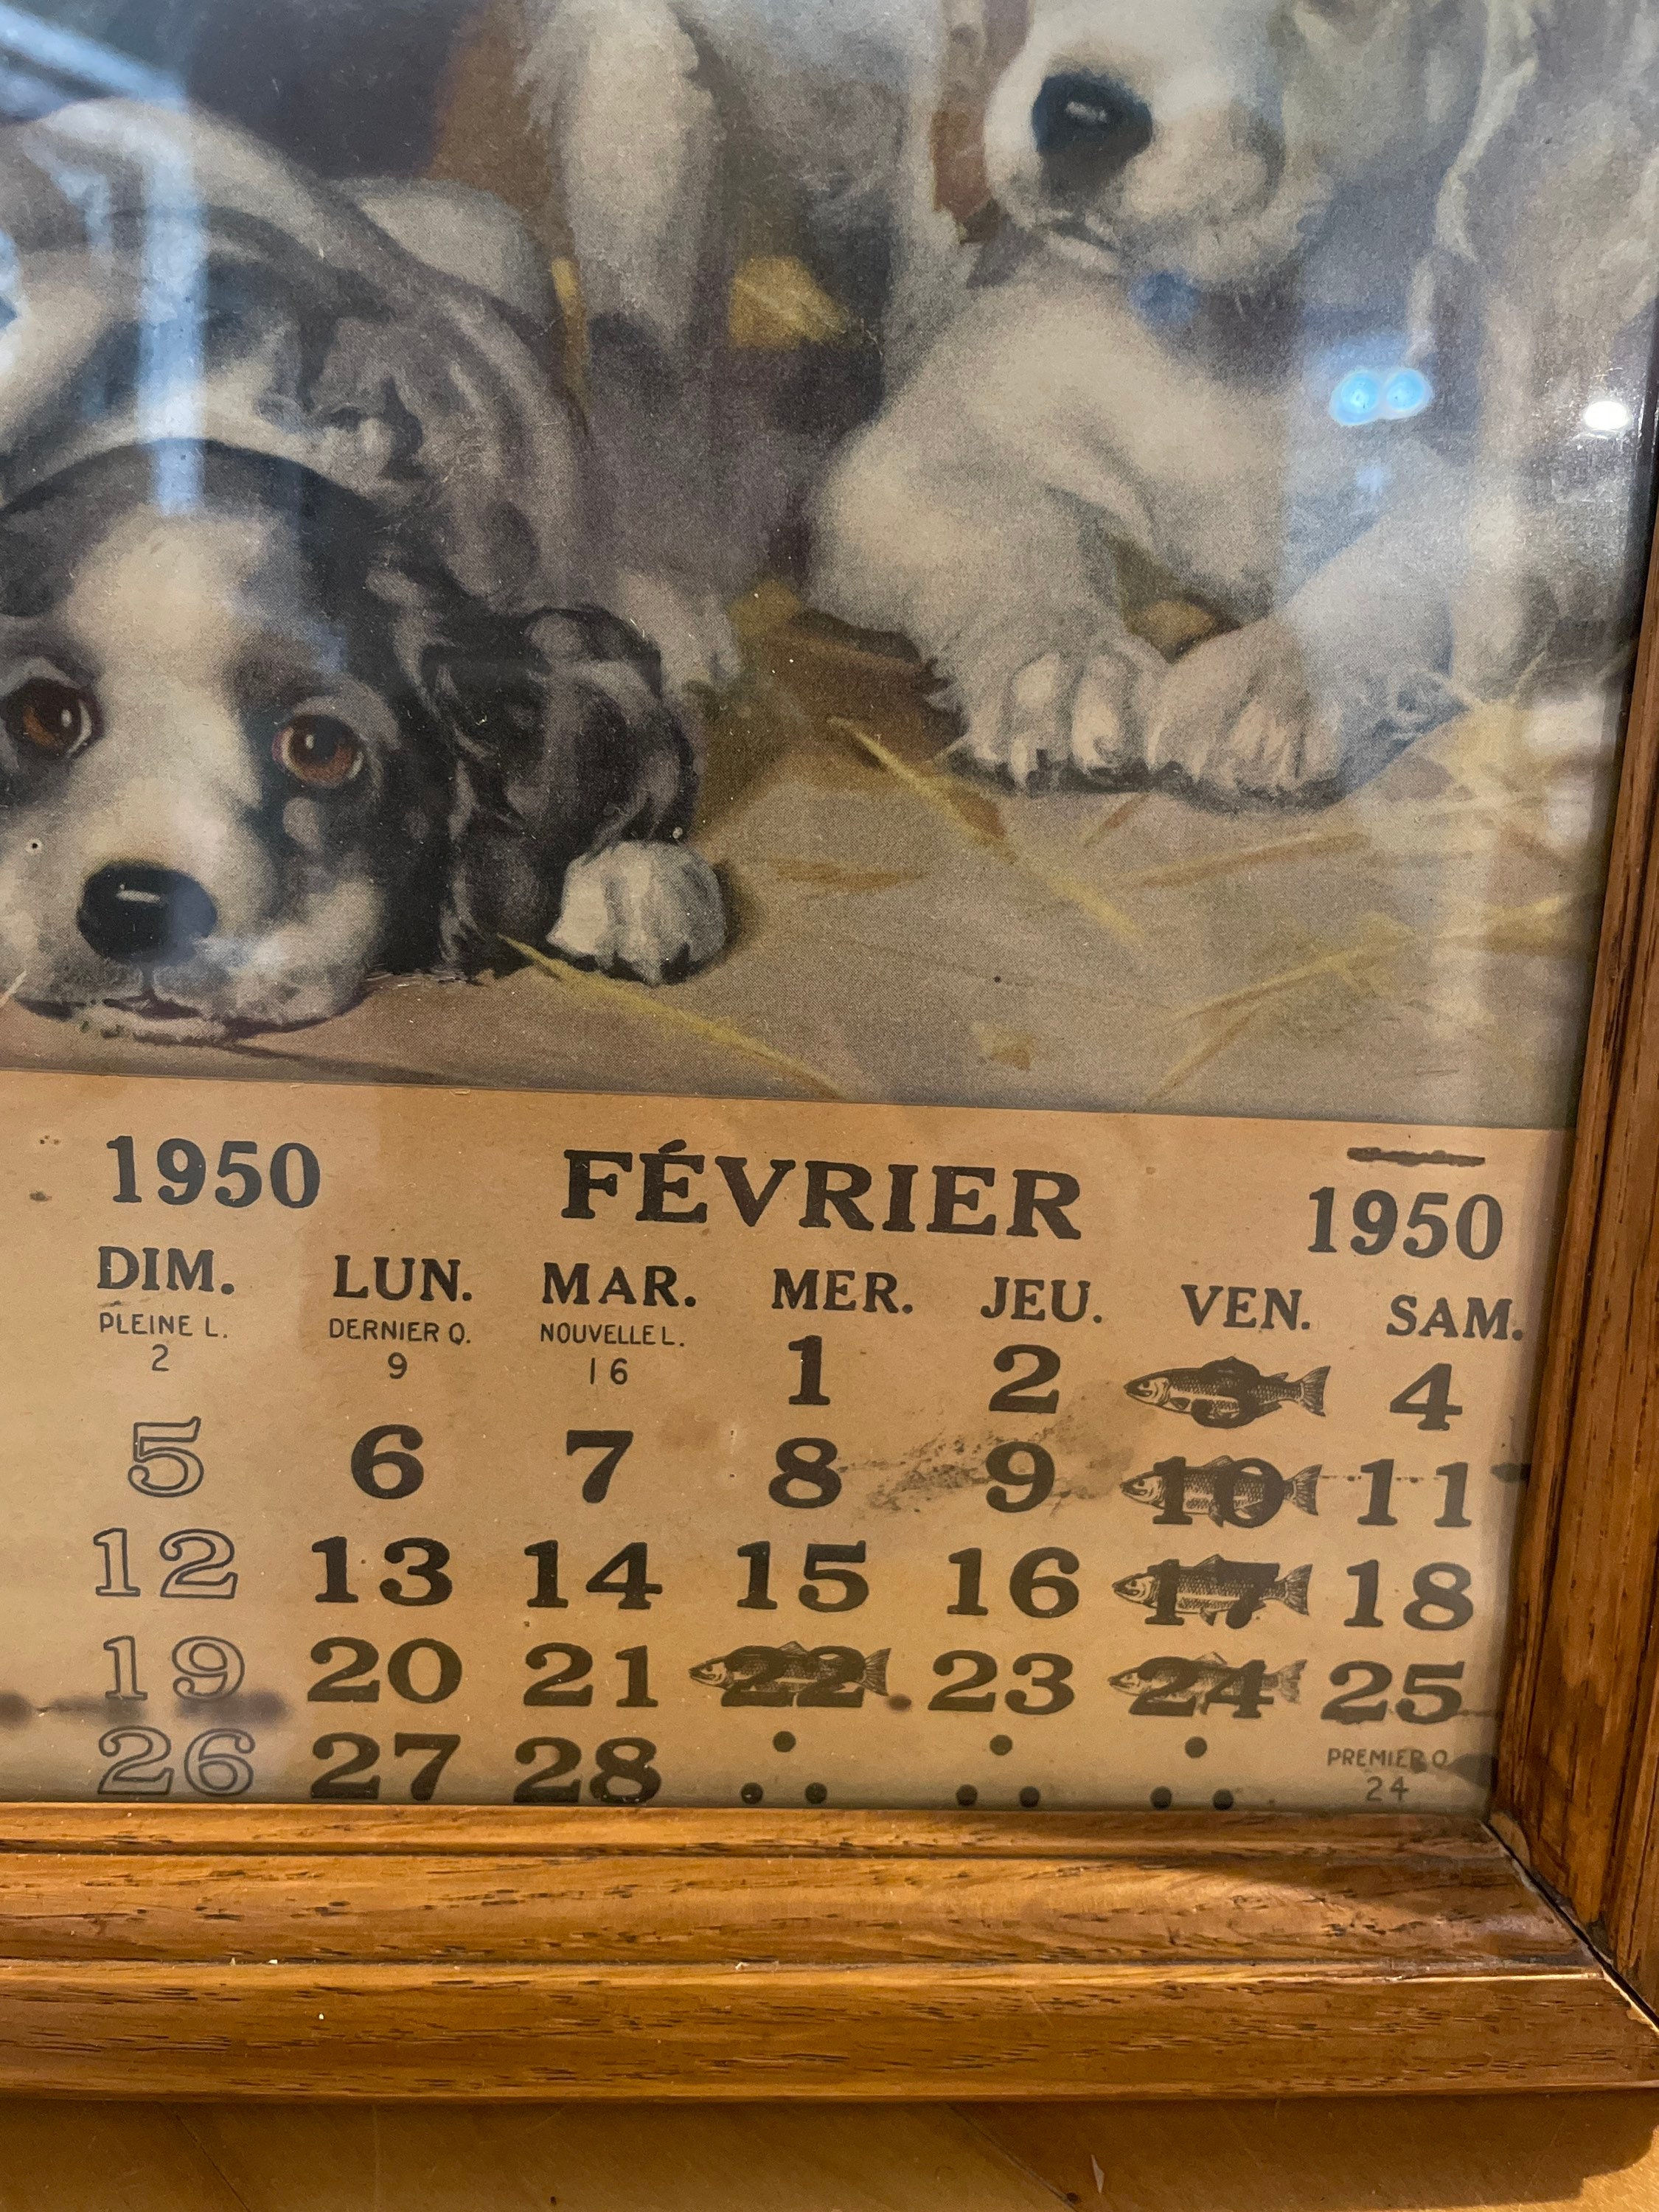 1950 FÉVRIER 1950
DIM. LUN. MAR. MER. JEU. VEN. SAM.
PLEINE L. 2 DERNIER Q. 9 NOUVELLE L. 16 1 2 3 4
5 6 7 8 9 10 11
12 13 14 15 16 17 18
19 20 21 22 23 24 25
26 27 28 PREMIER Q. 24